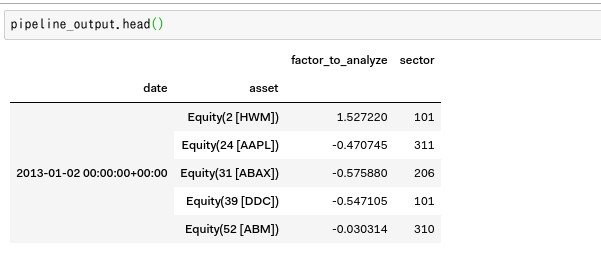 pipeline_output.head()
factor_to_analyze sector
date asset
Equity(2 [HWM]) 1.527220 101
Equity(24 [AAPL]) -0.470745 311
2013-01-02 00:00:00+00:00 Equity(31 [ABAX]) -0.575880 206
Equity(39 [DDC]) -0.547105 101
Equity(52 [ABM]) -0.030314 310